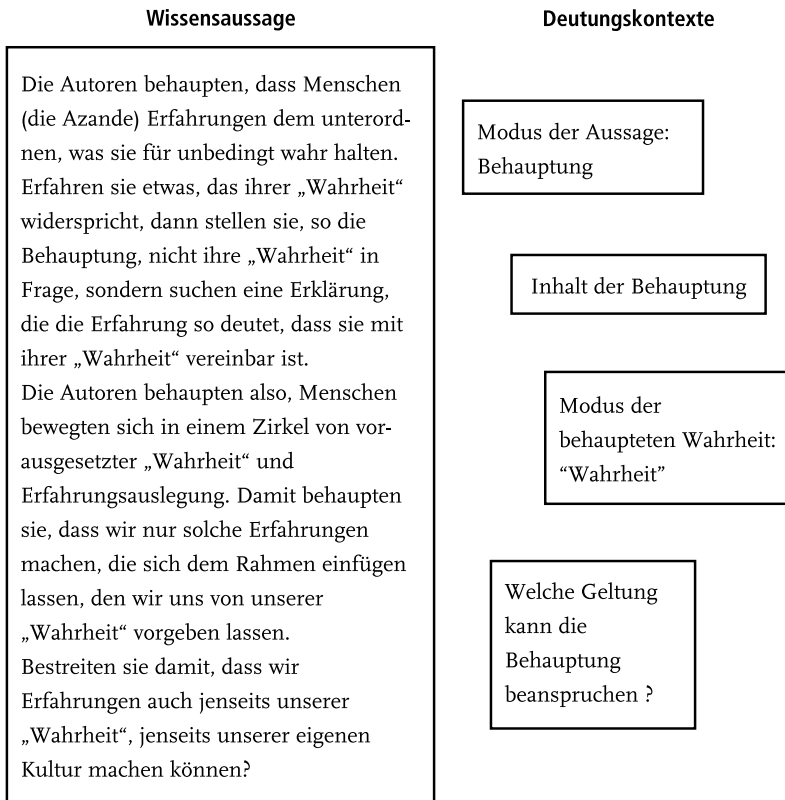 Wissensaussage
Deutungskontexte
Die Autoren behaupten, dass Menschen
(die Azande) Erfahrungen dem unterord-
nen, was sie für unbedingt wahr halten.
Erfahren sie etwas, das ihrer „Wahrheit“
widerspricht, dann stellen sie, so die
Behauptung, nicht ihre „Wahrheit“ in
Frage, sondern suchen eine Erklärung,
die die Erfahrung so deutet, dass sie mit
ihrer „Wahrheit“ vereinbar ist.
Die Autoren behaupten also, Menschen
bewegten sich in einem Zirkel von vor-
ausgesetzter „Wahrheit“ und
Erfahrungsauslegung. Damit behaupten
sie, dass wir nur solche Erfahrungen
machen, die sich dem Rahmen einfügen
lassen, den wir uns von unserer
„Wahrheit“ vorgeben lassen.
Bestreiten sie damit, dass wir
Erfahrungen auch jenseits unserer
„Wahrheit“, jenseits unserer eigenen
Kultur machen können?
Modus der Aussage:
Behauptung
Inhalt der Behauptung
Modus der
behaupteten Wahrheit:
“Wahrheit”
Welche Geltung
kann die
Behauptung
beanspruchen ?